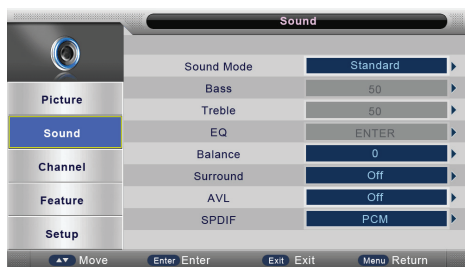 Sound
Sound Mode Standard
Bass 50
Treble 50
EQ ENTER
Balance 0
Surround Off
AVL Off
SPDIF PCM
Picture
Sound
Channel
Feature
Setup
Move Enter Enter Exit Exit Menu Return